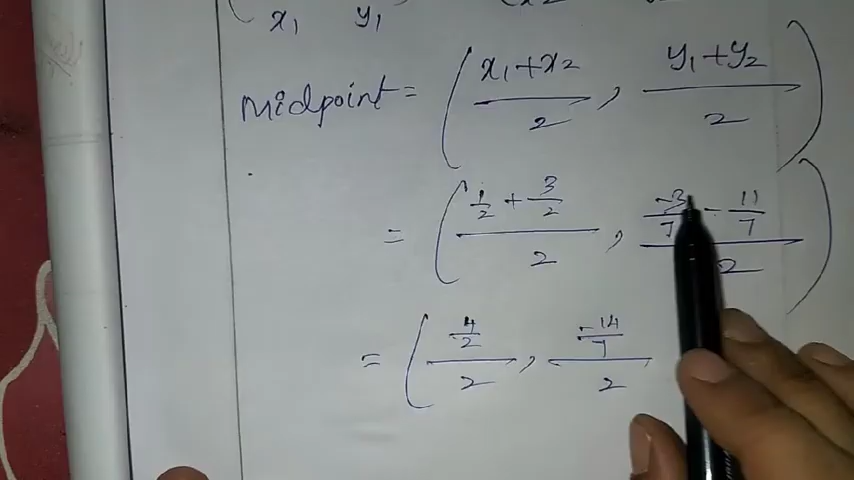 x₁ y₁
Midpoint = ( (x₁+x₂)/2 , (y₁+y₂)/2 )
= ( (1/2 + 3/2)/2 , (-3/7 - 11/7)/2 )
= ( (4/2)/2 , (-14/7)/2